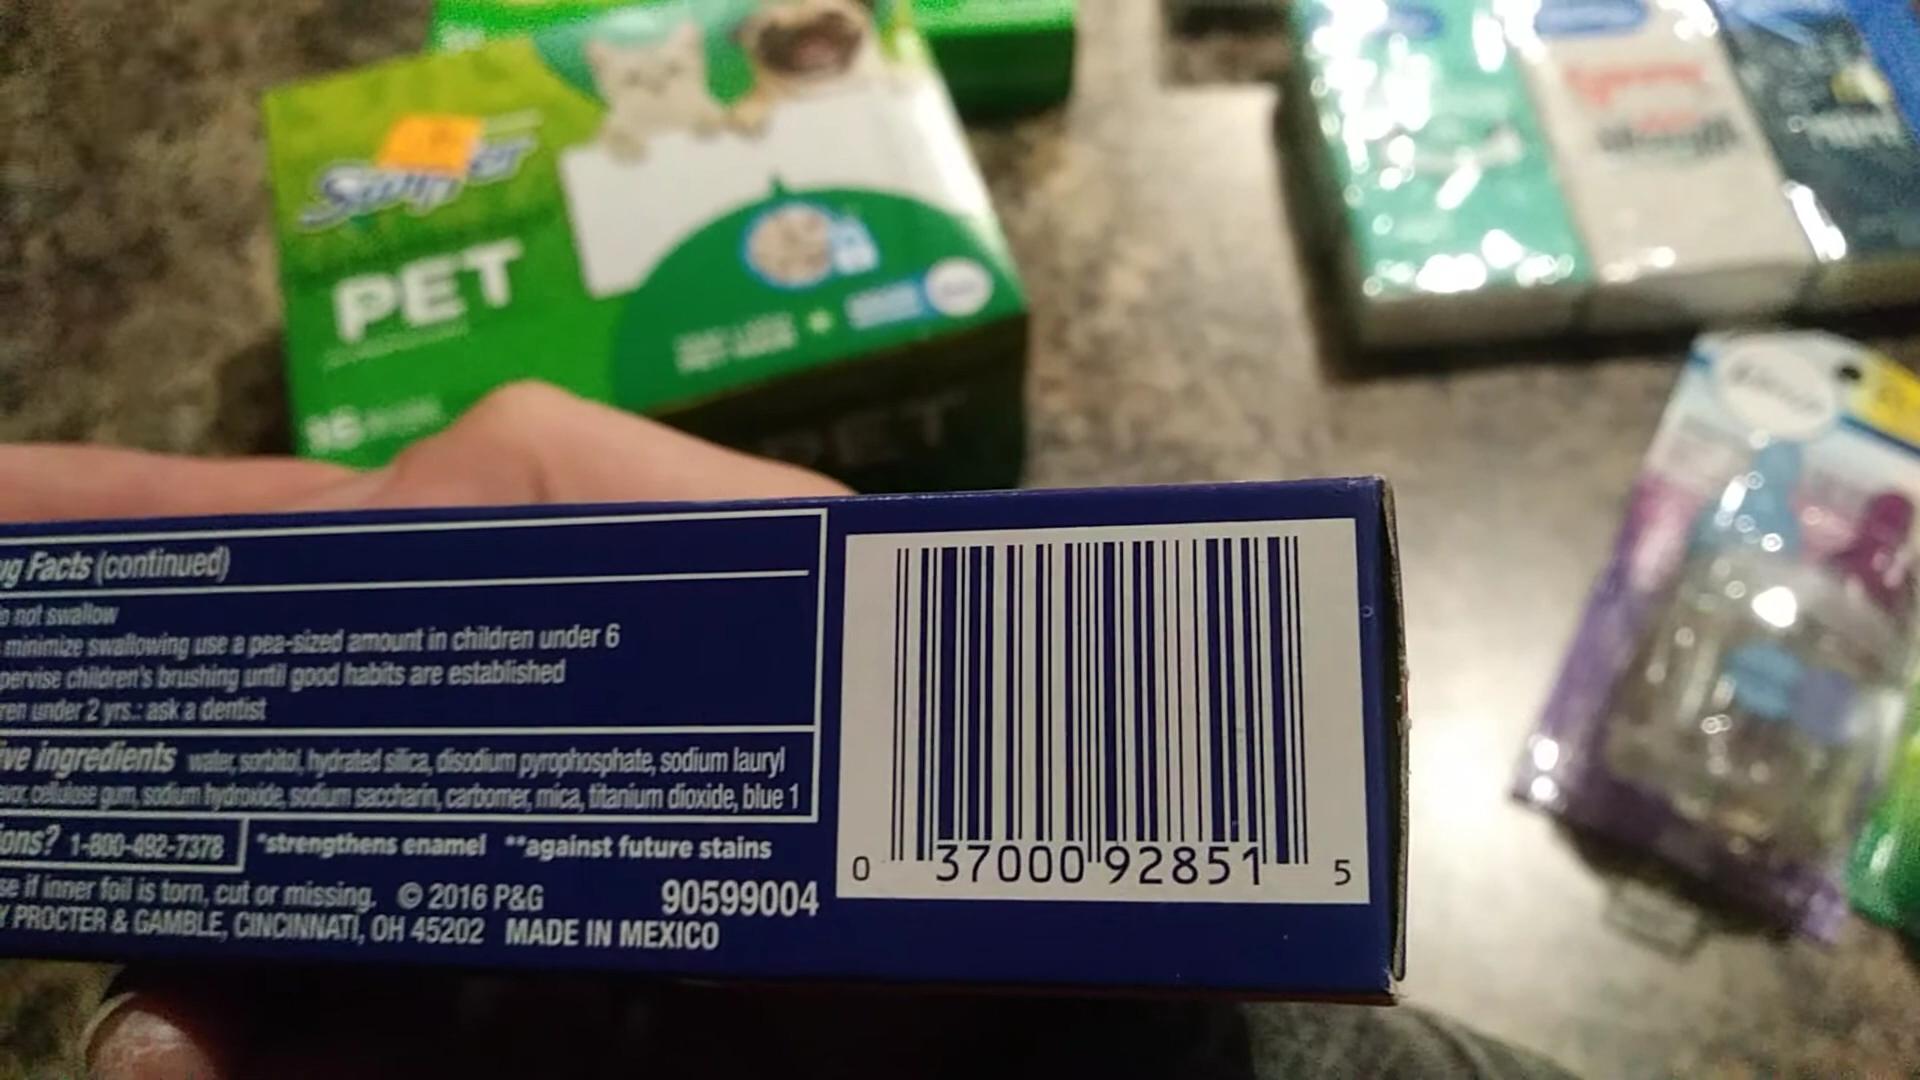 Swiffer
PET
PET
ug Facts (continued)
o not swallow
minimize swallowing use a pea-sized amount in children under 6
pervise children's brushing until good habits are established
ren under 2 yrs.: ask a dentist
ive ingredients water, sorbitol, hydrated silica, disodium pyrophosphate, sodium lauryl
cellulose gum, sodium hydroxide, sodium saccharin, carbomer, mica, titanium dioxide, blue 1
ons? 1-800-492-7378 *strengthens enamel **against future stains
se if inner foil is torn, cut or missing. © 2016 P&G 90599004
Y PROCTER & GAMBLE, CINCINNATI, OH 45202 MADE IN MEXICO
0 37000 92851 5